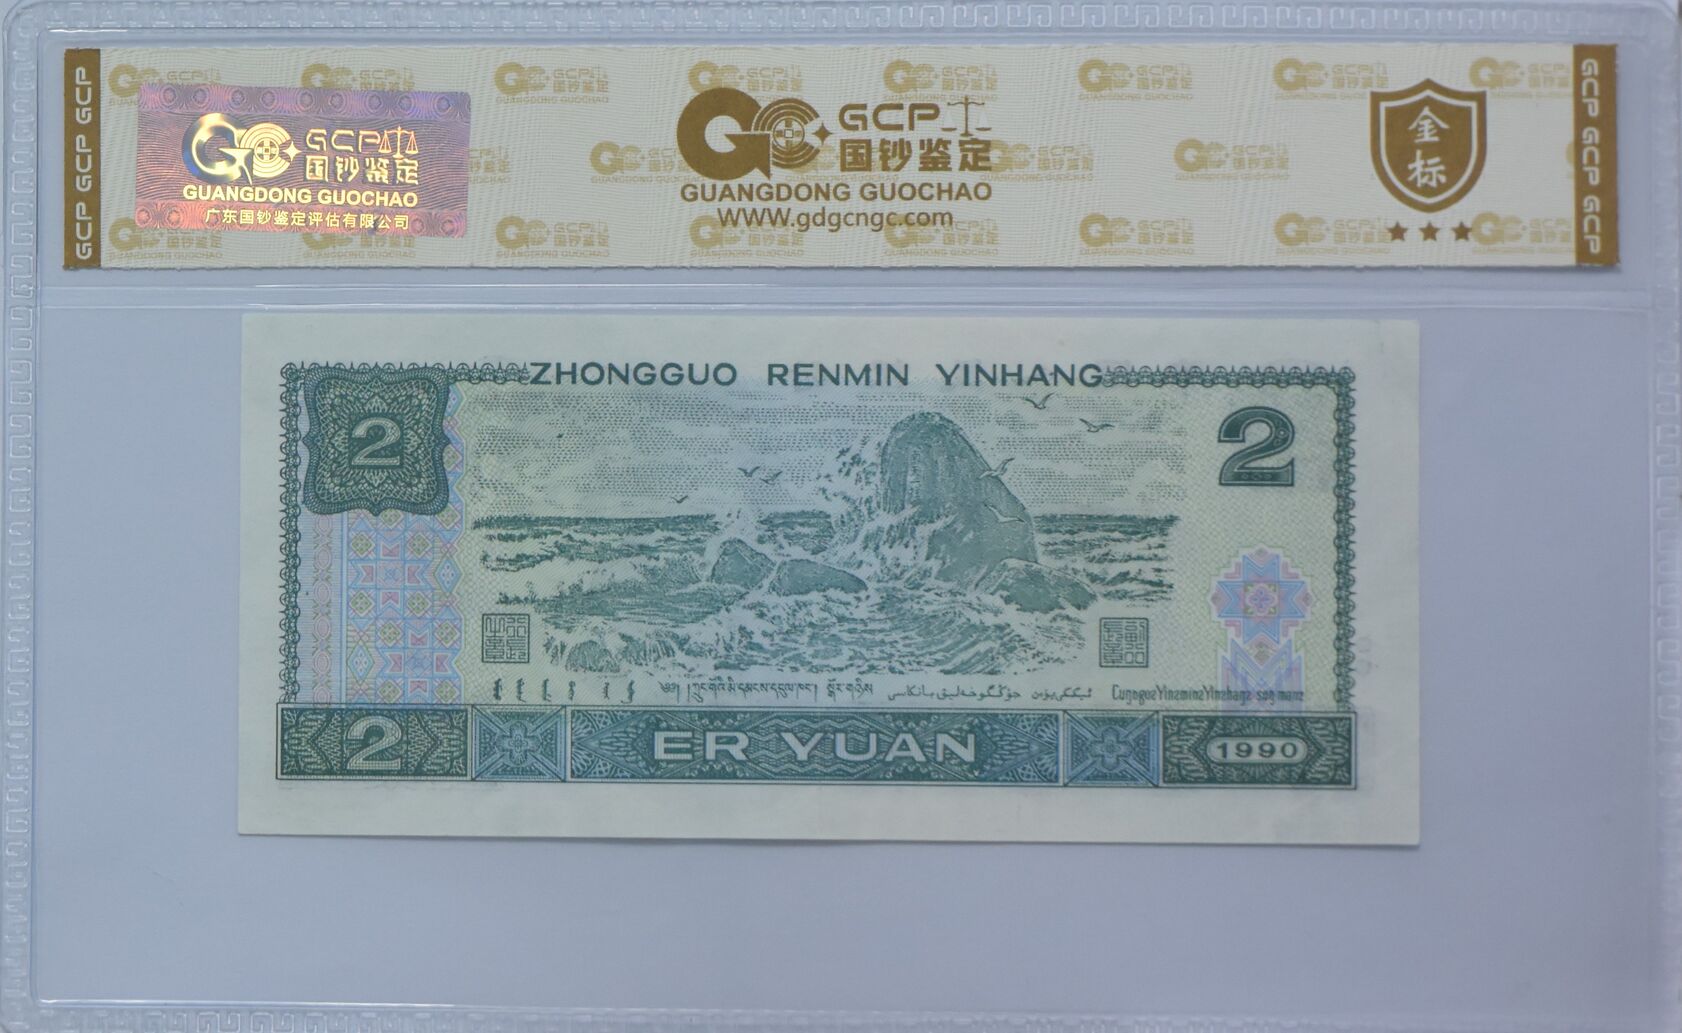 GCP GCP GCP
GCP
国钞鉴定
GUANGDONG GUOCHAO
广东国钞鉴定评估有限公司
GCP
国钞鉴定
GUANGDONG GUOCHAO
WWW.gdgcngc.com
金标
GCP GCP GCP
ZHONGGUO RENMIN YINHANG
2
2
2
ER YUAN
1990